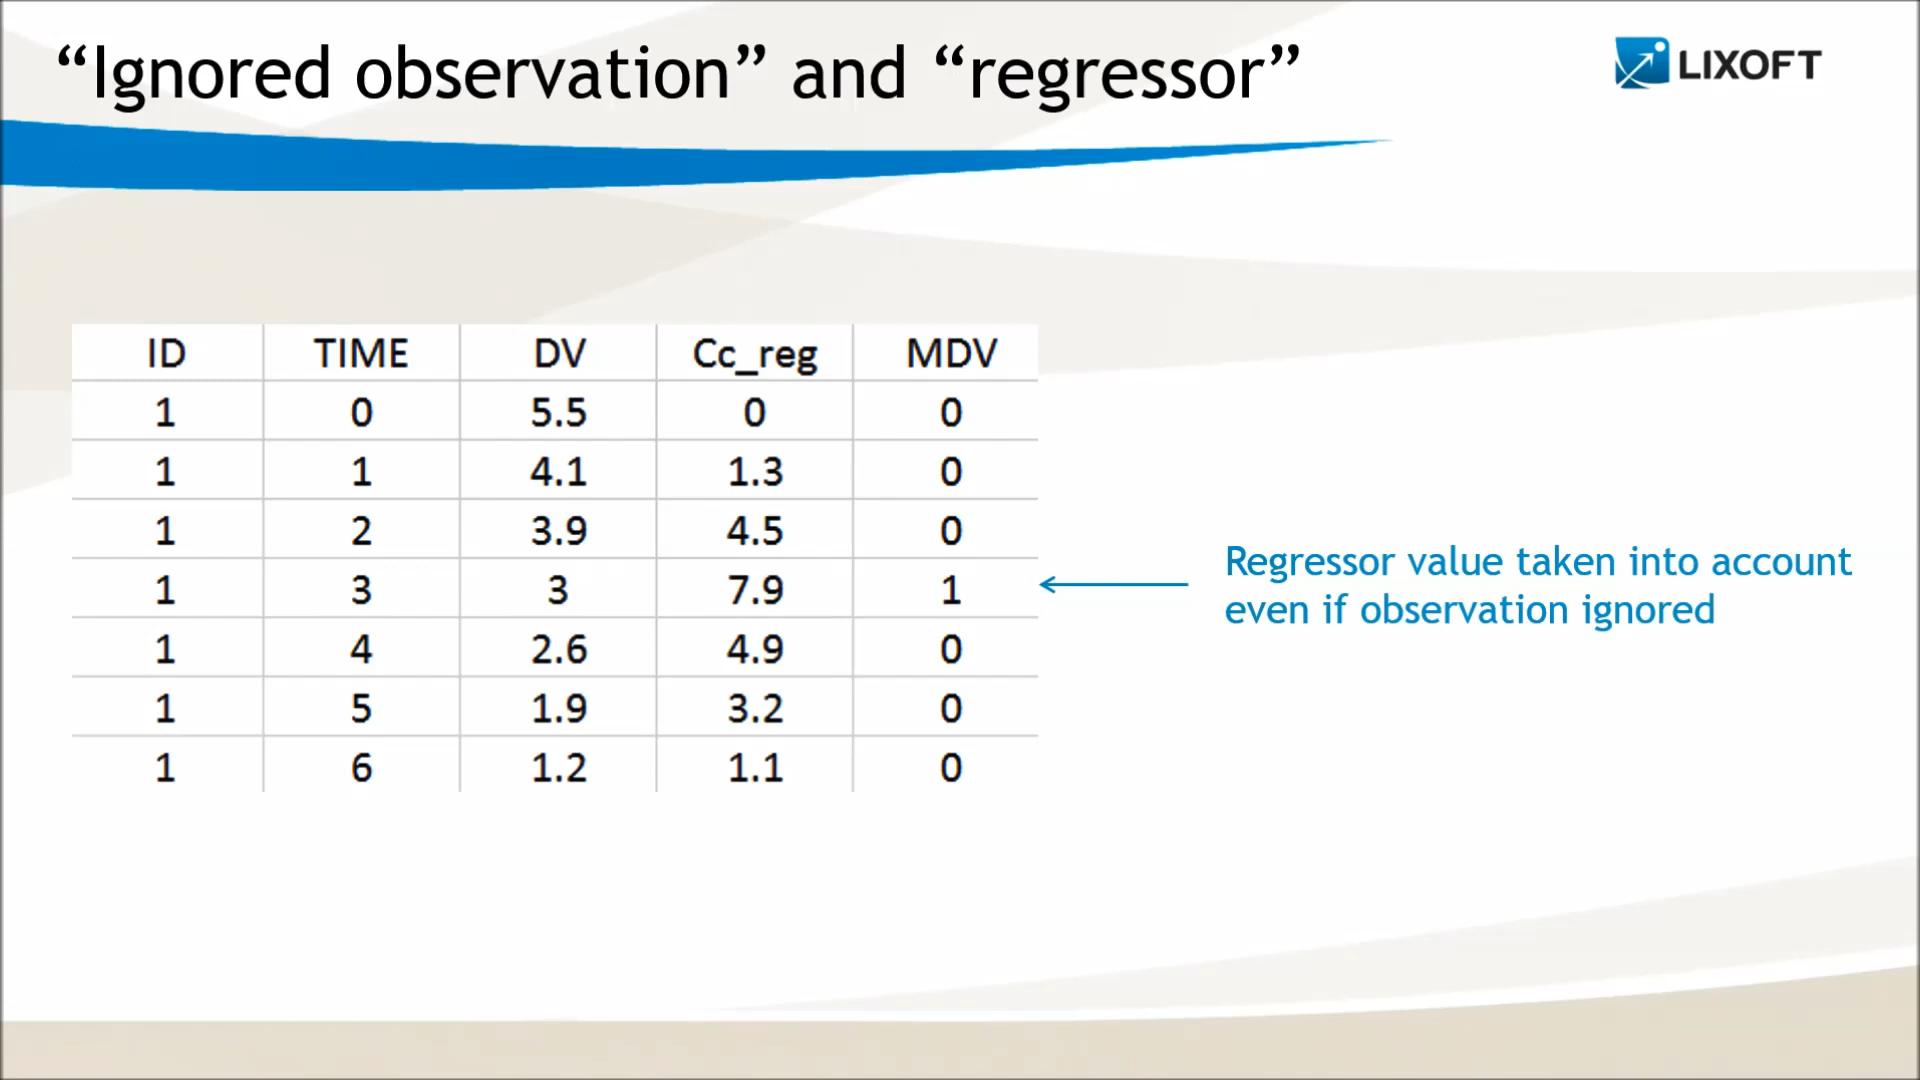 “Ignored observation” and “regressor”
LIXOFT
ID TIME DV Cc_reg MDV
1 0 5.5 0 0
1 1 4.1 1.3 0
1 2 3.9 4.5 0
1 3 3 7.9 1
1 4 2.6 4.9 0
1 5 1.9 3.2 0
1 6 1.2 1.1 0
Regressor value taken into account
even if observation ignored